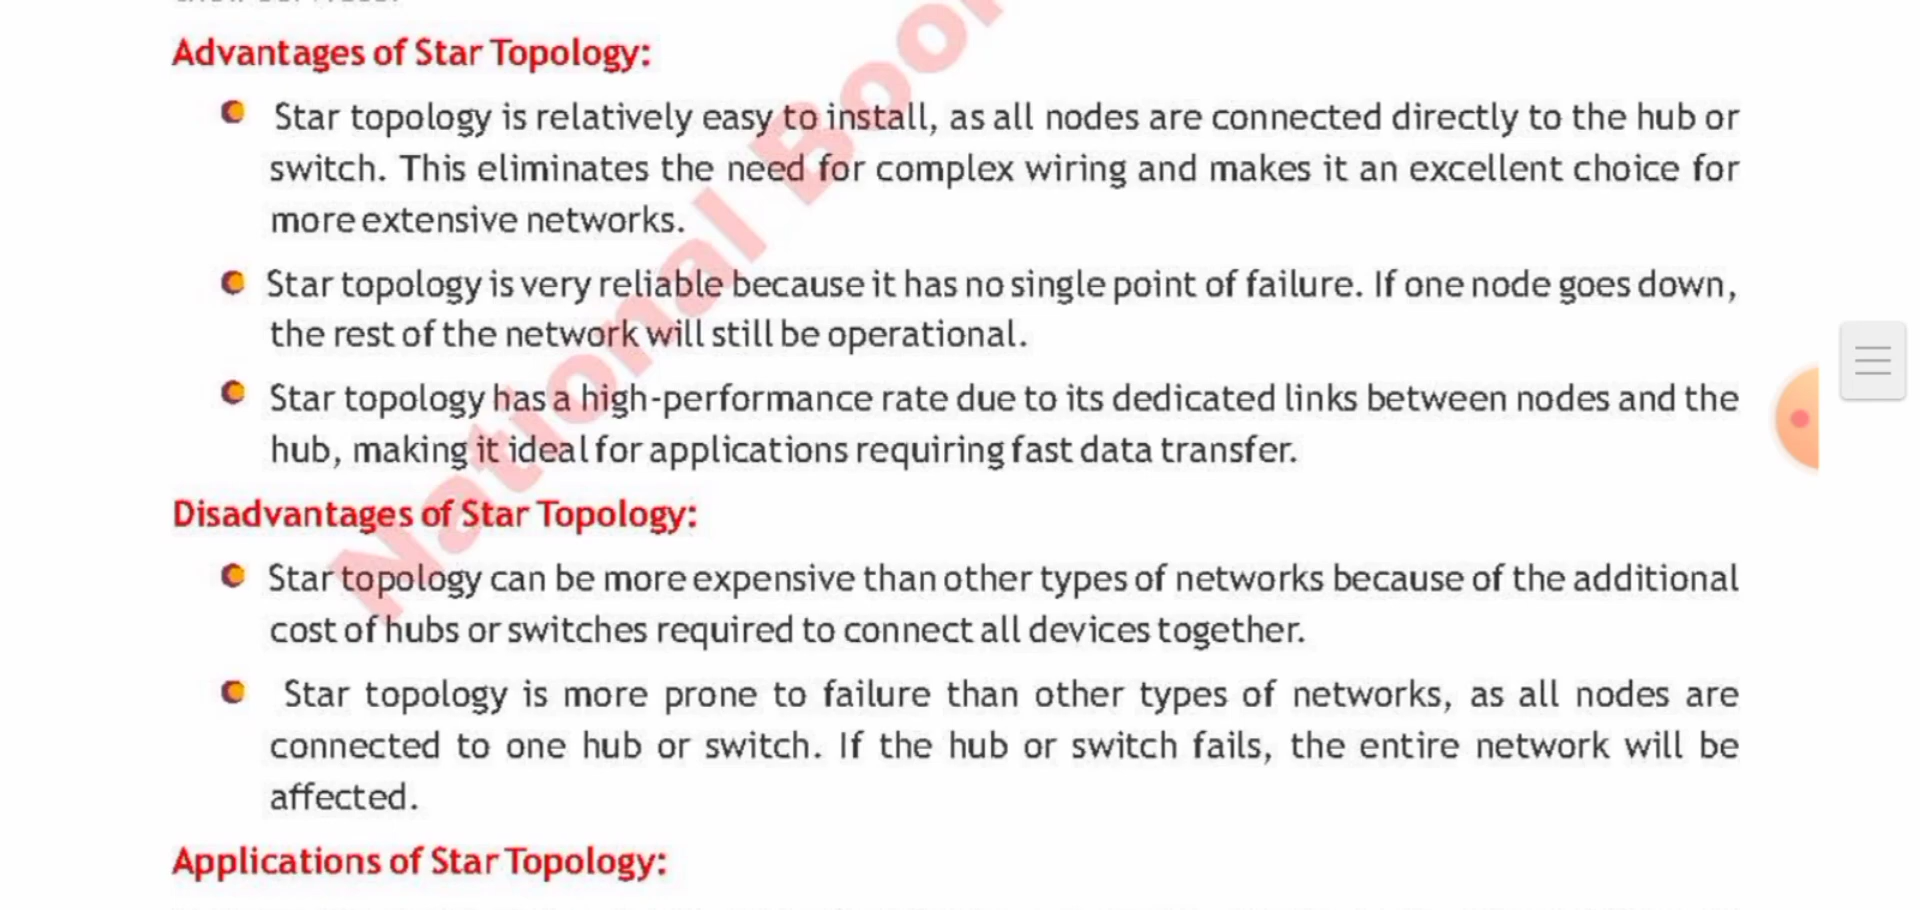 Advantages of Star Topology:
Star topology is relatively easy to install, as all nodes are connected directly to the hub or
switch. This eliminates the need for complex wiring and makes it an excellent choice for
more extensive networks.
Star topology is very reliable because it has no single point of failure. If one node goes down,
the rest of the network will still be operational.
Star topology has a high-performance rate due to its dedicated links between nodes and the
hub, making it ideal for applications requiring fast data transfer.
Disadvantages of Star Topology:
Star topology can be more expensive than other types of networks because of the additional
cost of hubs or switches required to connect all devices together.
Star topology is more prone to failure than other types of networks, as all nodes are
connected to one hub or switch. If the hub or switch fails, the entire network will be
affected.
Applications of Star Topology:
National